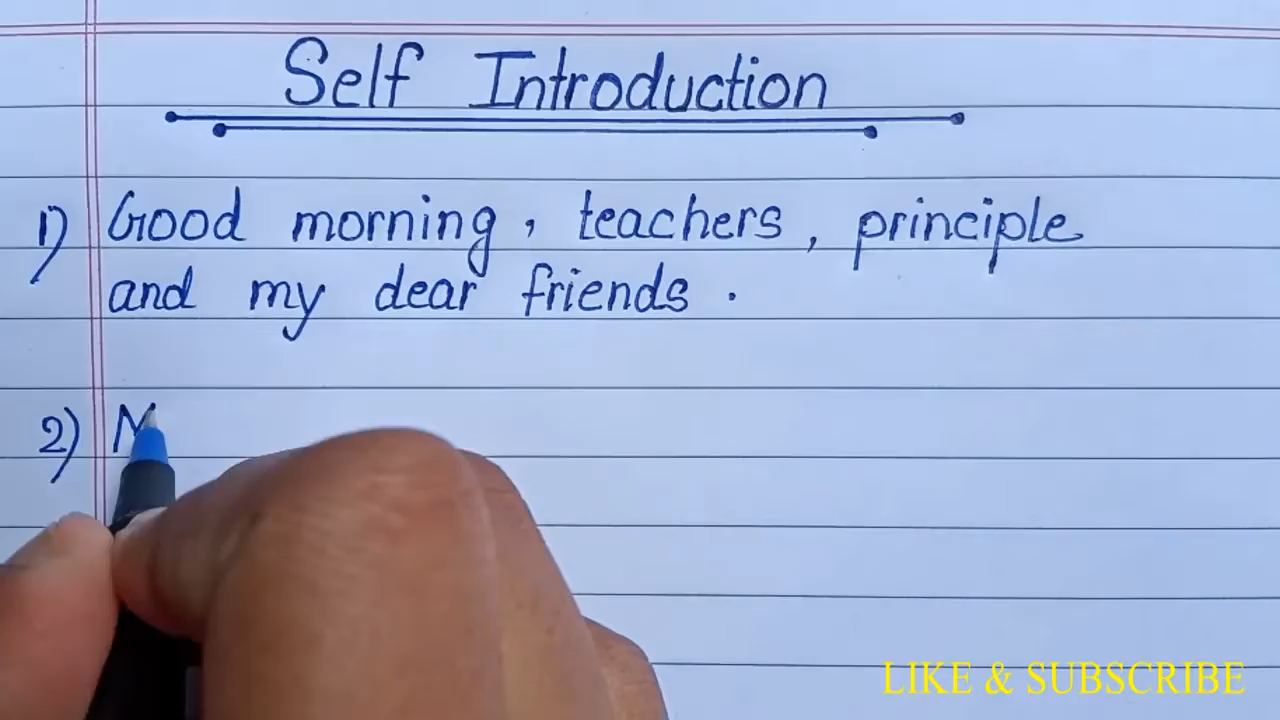 Self Introduction
1) Good morning, teachers, principle
and my dear friends.
2)
LIKE & SUBSCRIBE